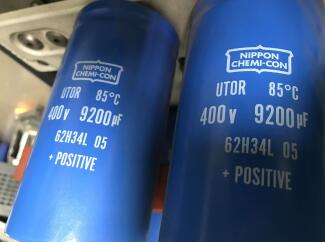 NIPPON
CHEMI-CON
UTOR 85°C
400V 9200µF
62H34L 05
+ POSITIVE
NIPPON
CHEMI-CON
UTOR 85°C
400V 9200µF
62H34L 05
+ POSITIVE